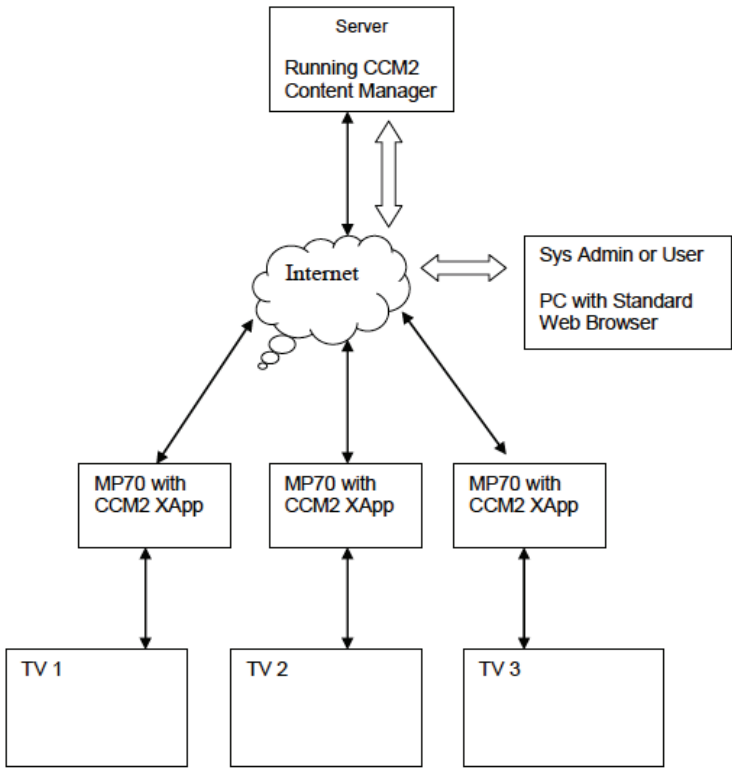 Server
Running CCM2
Content Manager
Internet
Sys Admin or User
PC with Standard
Web Browser
MP70 with
CCM2 XApp
MP70 with
CCM2 XApp
MP70 with
CCM2 XApp
TV 1
TV 2
TV 3